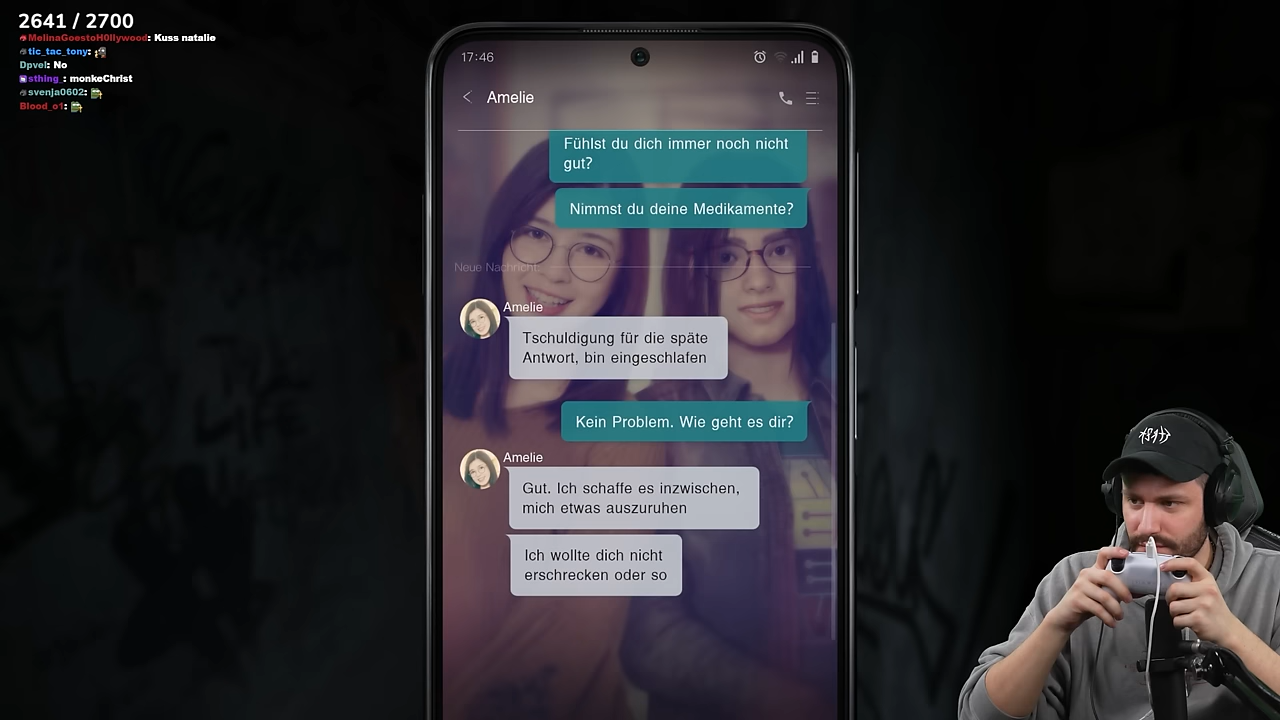 2641 / 2700
MelinaGoestoH0llywood: Kuss natalie
tic_tac_tony:
Dpvel: No
sthing_: monkeChrist
svenja0602:
Blood_o1:
17:46
Amelie
Fühlst du dich immer noch nicht
gut?
Nimmst du deine Medikamente?
Neue Nachricht
Amelie
Tschuldigung für die späte
Antwort, bin eingeschlafen
Kein Problem. Wie geht es dir?
Amelie
Gut. Ich schaffe es inzwischen,
mich etwas auszuruhen
Ich wollte dich nicht
erschrecken oder so